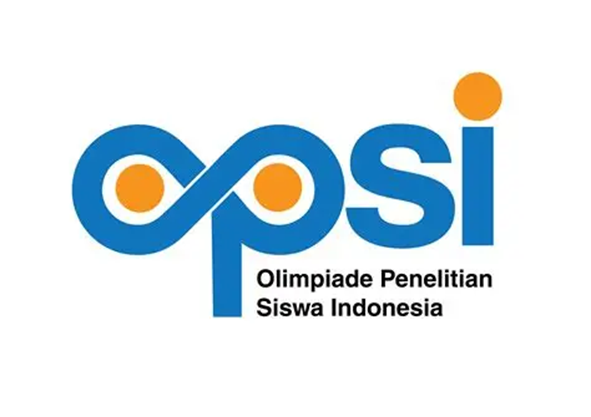 opsi
Olimpiade Penelitian
Siswa Indonesia